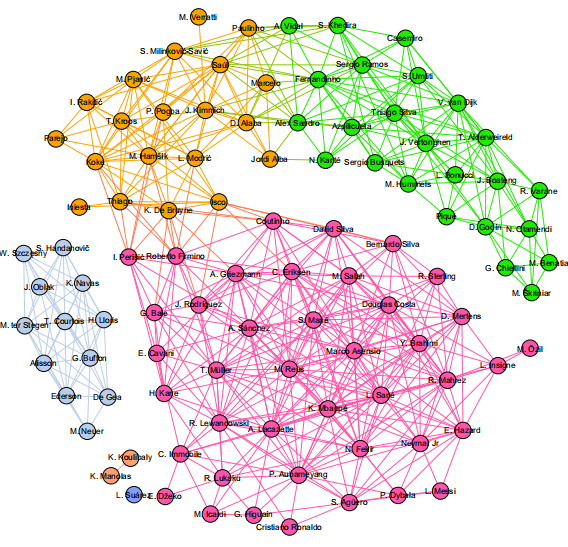 M. Verratti
Paulinho
A. Vidal
S. Khedira
Casemiro
S. Milinković-Savić
Saúl
Sergio Ramos
M. Pjanić
Marcelo
Fernandinho
S. Umtiti
I. Rakitić
P. Pogba
J. Kimmich
Thiago Silva
V. van Dijk
T. Kroos
D. Alaba
Alex Sandro
Azpilicueta
Parejo
J. Vertonghen
T. Alderweireld
Koke
M. Hamšík
L. Modrić
Jordi Alba
N. Kanté
Sergio Busquets
L. Bonucci
J. Boateng
M. Hummels
R. Varane
Iniesta
Thiago
K. De Bruyne
Isco
Piqué
D. Godín
N. Otamendi
Coutinho
David Silva
Bernardo Silva
W. Szczęsny
S. Handanovič
I. Perišić
Roberto Firmino
G. Chiellini
M. Benatia
J. Oblak
K. Navas
A. Griezmann
C. Eriksen
M. Salah
R. Sterling
M. Škriniar
M. ter Stegen
T. Courtois
H. Lloris
G. Bale
J. Rodríguez
S. Mané
Douglas Costa
D. Mertens
A. Sánchez
Alisson
G. Buffon
E. Cavani
Marco Asensio
Y. Brahimi
M. Özil
T. Müller
M. Reus
L. Insigne
Ederson
De Gea
H. Kane
L. Sané
R. Mahrez
M. Neuer
R. Lewandowski
A. Lacazette
K. Mbappé
E. Hazard
K. Koulibaly
C. Immobile
N. Fekir
Neymar Jr
K. Manolas
R. Lukaku
P. Aubameyang
L. Suárez
E. Džeko
S. Agüero
P. Dybala
L. Messi
M. Icardi
G. Higuaín
Cristiano Ronaldo